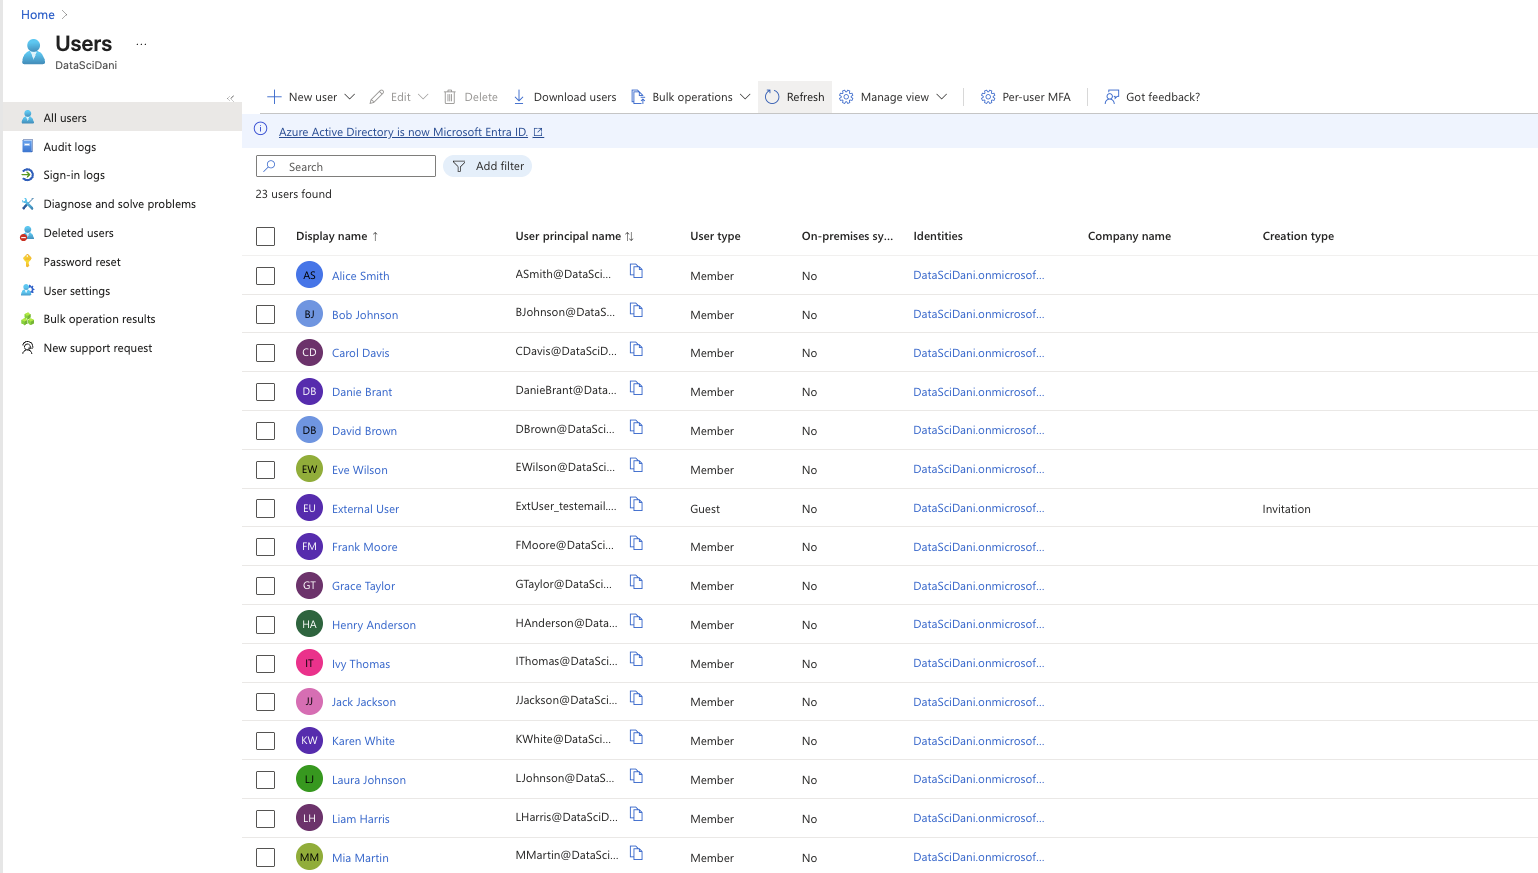 Home
Users ...
DataSciDani
New user Edit Delete Download users Bulk operations Refresh Manage view Per-user MFA Got feedback?
All users
Audit logs
Sign-in logs
Diagnose and solve problems
Deleted users
Password reset
User settings
Bulk operation results
New support request
Azure Active Directory is now Microsoft Entra ID.
Search Add filter
23 users found
Display name ↑ User principal name ↑↓ User type On-premises sy... Identities Company name Creation type
AS Alice Smith ASmith@DataSci... Member No DataSciDani.onmicrosof...
BJ Bob Johnson BJohnson@DataS... Member No DataSciDani.onmicrosof...
CD Carol Davis CDavis@DataSciD... Member No DataSciDani.onmicrosof...
DB Danie Brant DanieBrant@Data... Member No DataSciDani.onmicrosof...
DB David Brown DBrown@DataSci... Member No DataSciDani.onmicrosof...
EW Eve Wilson EWilson@DataSci... Member No DataSciDani.onmicrosof...
EU External User ExtUser_testemail.... Guest No DataSciDani.onmicrosof... Invitation
FM Frank Moore FMoore@DataSci... Member No DataSciDani.onmicrosof...
GT Grace Taylor GTaylor@DataSci... Member No DataSciDani.onmicrosof...
HA Henry Anderson HAnderson@Data... Member No DataSciDani.onmicrosof...
IT Ivy Thomas IThomas@DataSci... Member No DataSciDani.onmicrosof...
JJ Jack Jackson JJackson@DataSci... Member No DataSciDani.onmicrosof...
KW Karen White KWhite@DataSci... Member No DataSciDani.onmicrosof...
LJ Laura Johnson LJohnson@DataS... Member No DataSciDani.onmicrosof...
LH Liam Harris LHarris@DataSciD... Member No DataSciDani.onmicrosof...
MM Mia Martin MMartin@DataSci... Member No DataSciDani.onmicrosof...